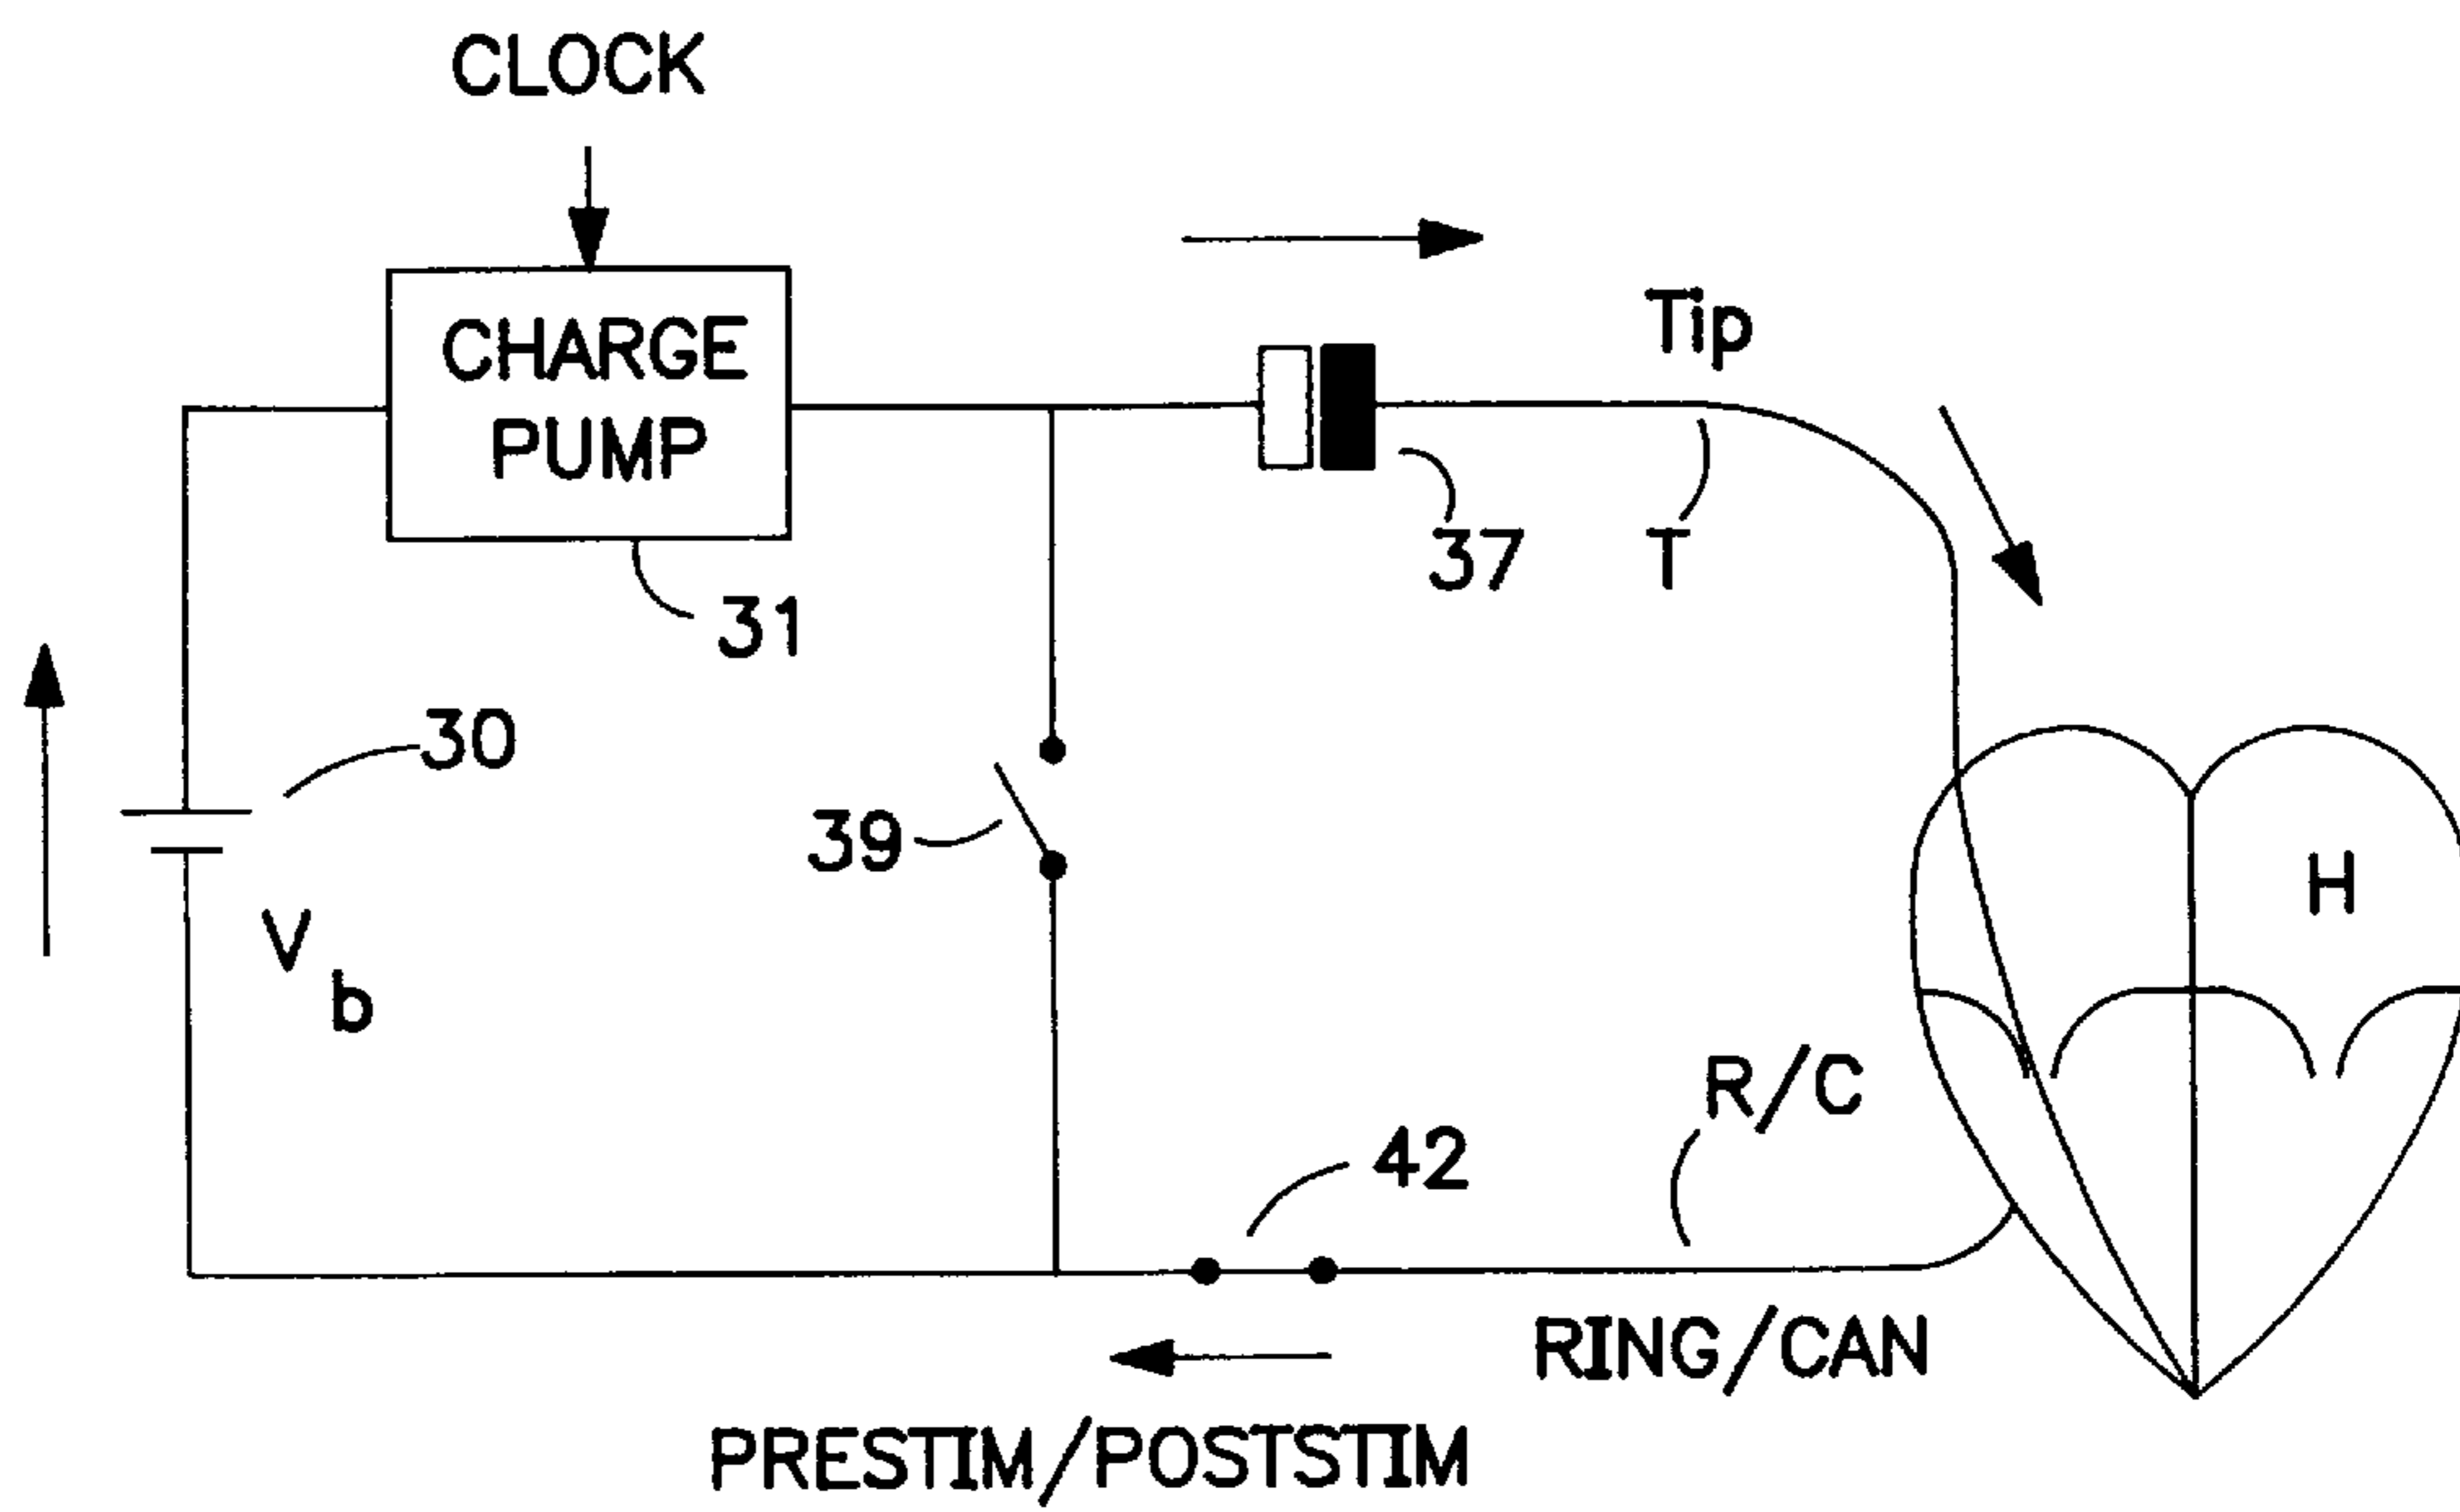 CLOCK
CHARGE
PUMP
31
Tip
37
T
30
39
V
b
H
R/C
42
RING/CAN
PRESTIM/POSTSTIM